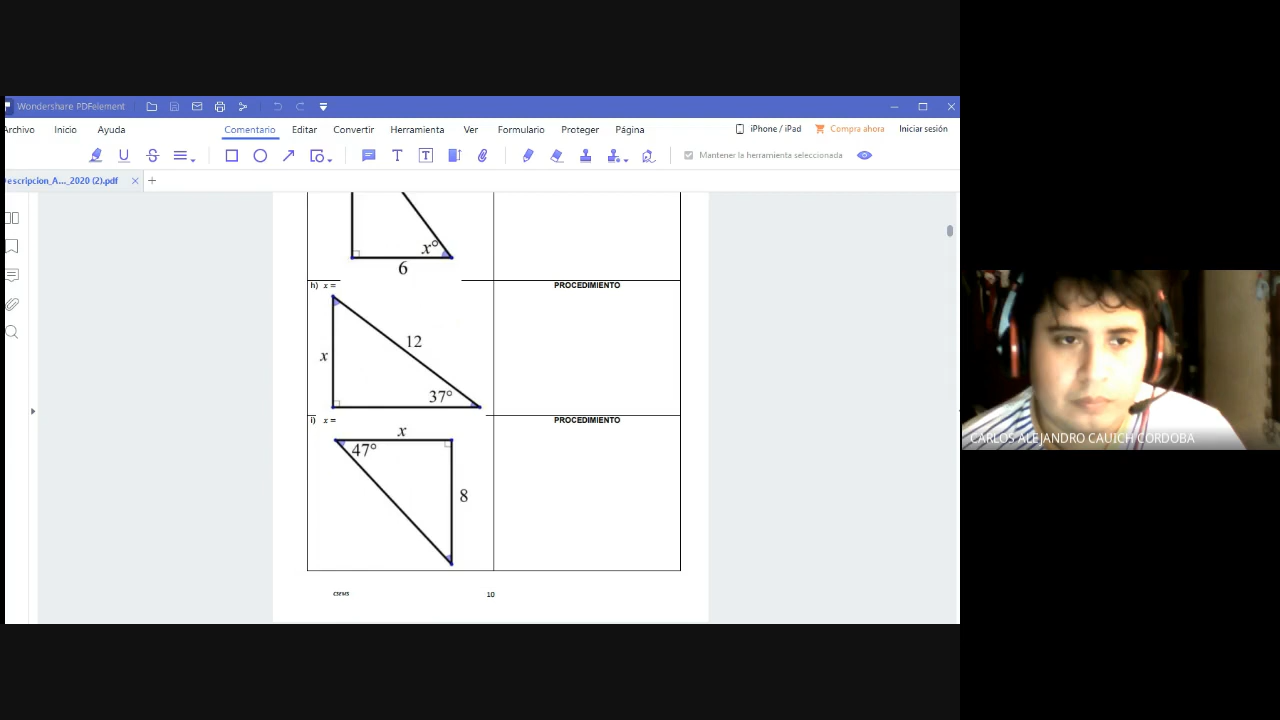 Wondershare PDFelement
Archivo Inicio Ayuda Comentario Editar Convertir Herramienta Ver Formulario Proteger Página iPhone / iPad Compra ahora Iniciar sesión
Mantener la herramienta seleccionada
escripcion_A..._2020 (2).pdf
x°
6
h) x = PROCEDIMIENTO
12
x
37°
i) x = PROCEDIMIENTO
x
47°
8
CSEMS 10
CARLOS ALEJANDRO CAUICH CORDOBA